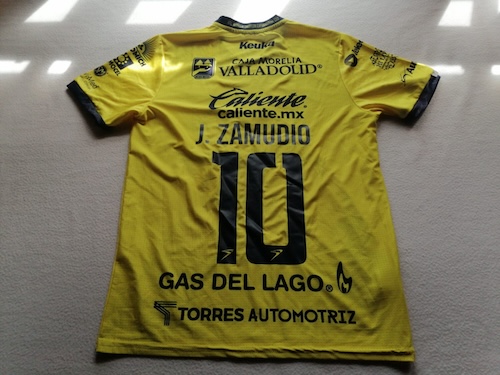 Keuka
CAJA MORELIA
VALLADOLID
Caliente
caliente.mx
J. ZAMUDIO
10
GAS DEL LAGO
TORRES AUTOMOTRIZ